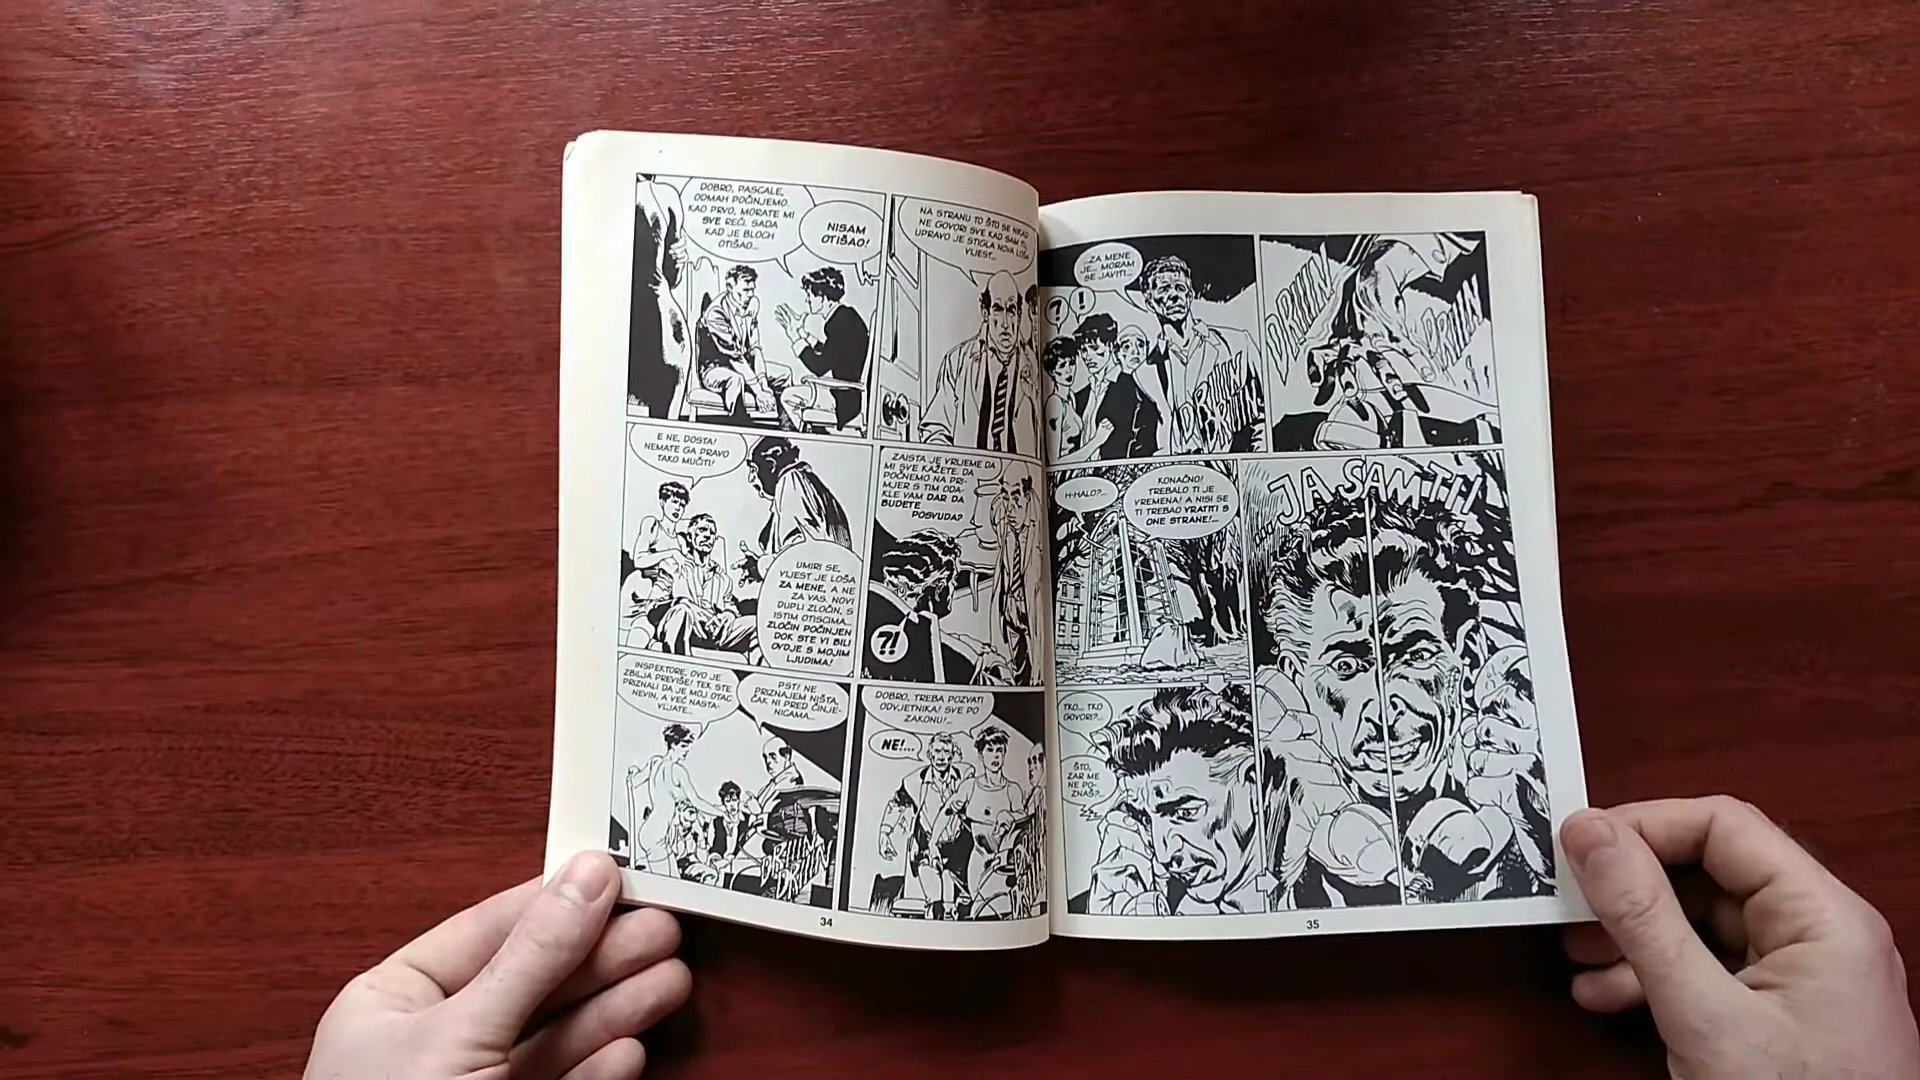 DOBRO, PASCALE,
ODMAH POČINJEMO.
KAO PRVO, MORATE MI
SVE REĆI. SADA
KAD JE BLOCH
OTIŠAO...
NISAM
OTIŠAO!
NA STRANU TO ŠTO SE NIKAD
NE GOVORI SVE KAD SAM TU,
UPRAVO JE STIGLA NOVA LOŠA
VIJEST...
E NE, DOSTA!
NEMATE GA PRAVO
TAKO MUČITI!
UMIRI SE,
VIJEST JE LOŠA
ZA MENE, A NE
ZA VAS. NOVI
DUPLI ZLOČIN, S
ISTIM OTISCIMA...
ZLOČIN POČINJEN
DOK STE VI BILI
OVDJE S MOJIM
LJUDIMA!
ZAISTA JE VRIJEME DA
MI SVE KAŽETE. DA
POČNEMO NA PRI-
MJER S TIM ODA-
KLE VAM DAR DA
BUDETE
POSVUDA?
?!
INSPEKTORE, OVO JE
ZBILJA PREVIŠE! TEK STE
PRIZNALI DA JE MOJ OTAC
NEVIN, A VEĆ NASTA-
VLJATE...
PST! NE
PRIZNAJEM NIŠTA,
ČAK NI PRED ČINJE-
NICAMA...
DRIIIN
DRIIIN
DOBRO, TREBA POZVATI
ODVJETNIKA! SVE PO
ZAKONU!...
NE!...
34
...ZA MENE
JE... MORAM
SE JAVITI...
?
!
DRIIIN
DRIIIN
DRIIIN
H-HALO?...
KONAČNO!
TREBALO TI JE
VREMENA! A NISI SE
TI TREBAO VRATITI S
ONE STRANE!...
TKO... TKO
GOVORI?...
ŠTO,
ZAR ME
NE PO-
ZNAŠ?...
...JA SAM TI!
35